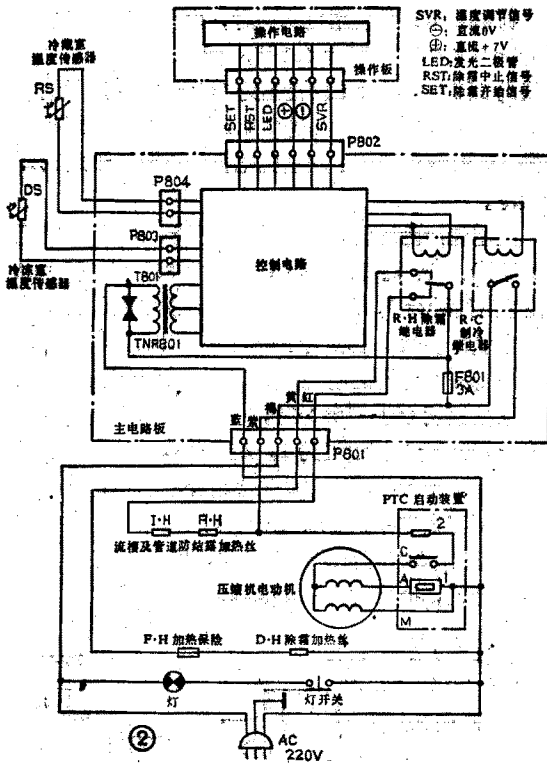 操作电路
操作板
SVR: 温度调节信号
⊖: 直流0V
⊕: 直流+7V
LED:发光二极管
RST:除霜中止信号
SET:除霜开始信号
冷藏室
温度传感器
RS
SET
RST
LED
⊕
⊖
SVR
P802
DS
P804
P803
冷冻室
温度传感器
控制电路
T801
TNR801
R·H除霜
继电器
R·C
制冷
继电器
F801
3A
主电路板
蓝
紫
橙
黄
红
P801
I·H
R·H
流槽及管道防结露加热丝
PTC 启动装置
2
C
A
1
M
压缩机电动机
F·H 加热保险
D·H 除霜加热丝
灯
灯开关
②
AC
220V